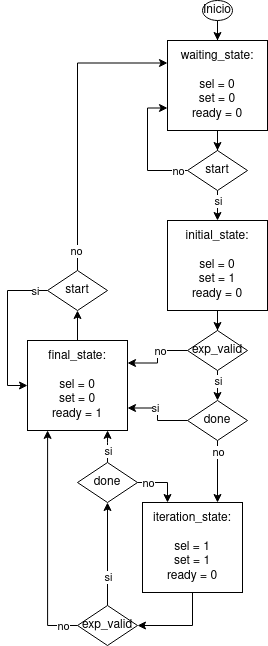 inicio
waiting_state:
sel = 0
set = 0
ready = 0
start
no
si
initial_state:
sel = 0
set = 1
ready = 0
no
start
si
exp_valid
no
si
final_state:
sel = 0
set = 0
ready = 1
done
si
no
si
done
no
iteration_state:
sel = 1
set = 1
ready = 0
si
exp_valid
no